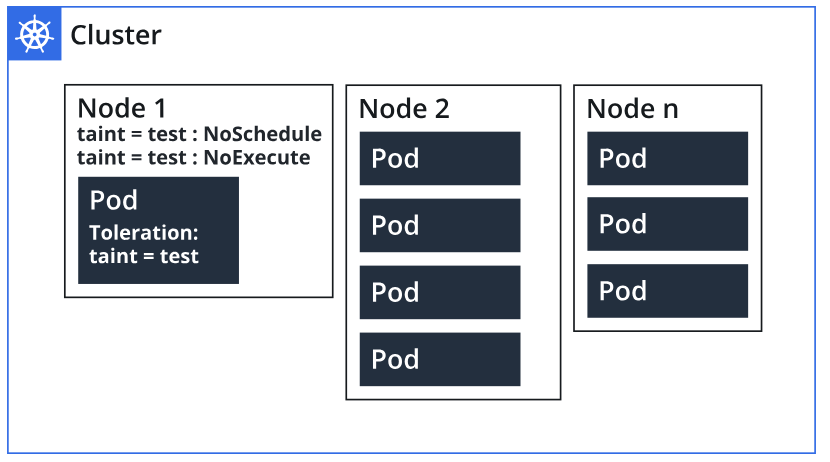 Cluster
Node 1
taint = test : NoSchedule
taint = test : NoExecute
Pod
Toleration:
taint = test
Node 2
Pod
Pod
Pod
Pod
Node n
Pod
Pod
Pod